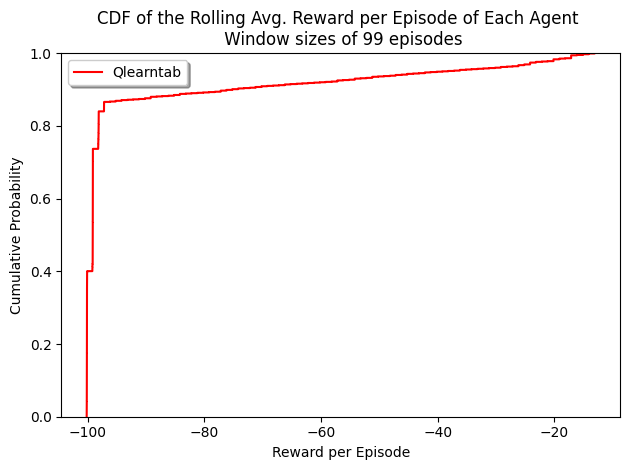 CDF of the Rolling Avg. Reward per Episode of Each Agent
Window sizes of 99 episodes
Qlearntab
Cumulative Probability
1.0
0.8
0.6
0.4
0.2
0.0
−100
−80
−60
−40
−20
Reward per Episode